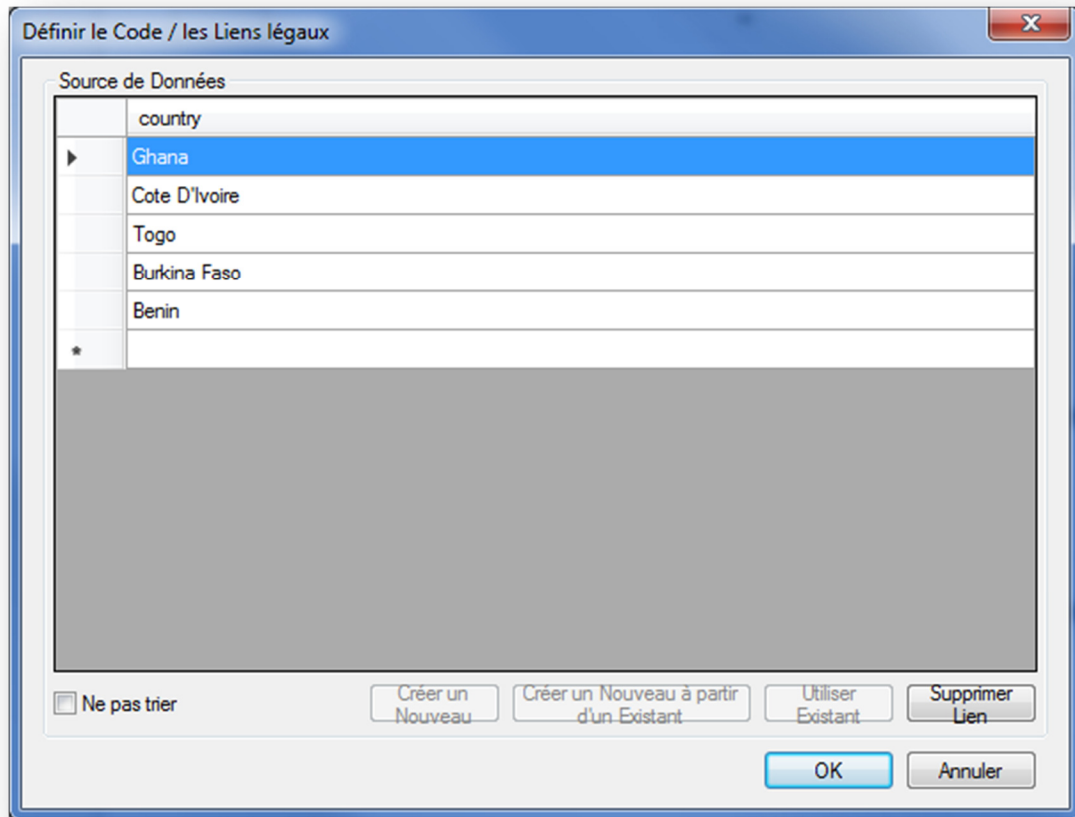 Définir le Code / les Liens légaux
Source de Données
country
Ghana
Cote D'Ivoire
Togo
Burkina Faso
Benin
*
Ne pas trier
Créer un
Nouveau
Créer un Nouveau à partir
d'un Existant
Utiliser
Existant
Supprimer
Lien
OK
Annuler